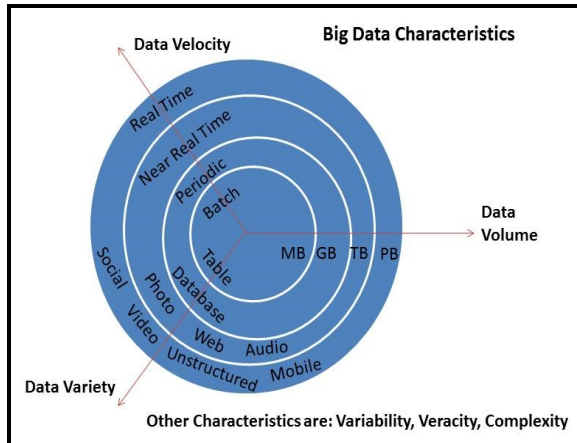 Big Data Characteristics
Data Velocity
Real Time
Near Real Time
Periodic
Batch
Data
Volume
MB GB TB PB
Table
Database
Photo
Web
Audio
Social
Video
Unstructured
Mobile
Data Variety
Other Characteristics are: Variability, Veracity, Complexity